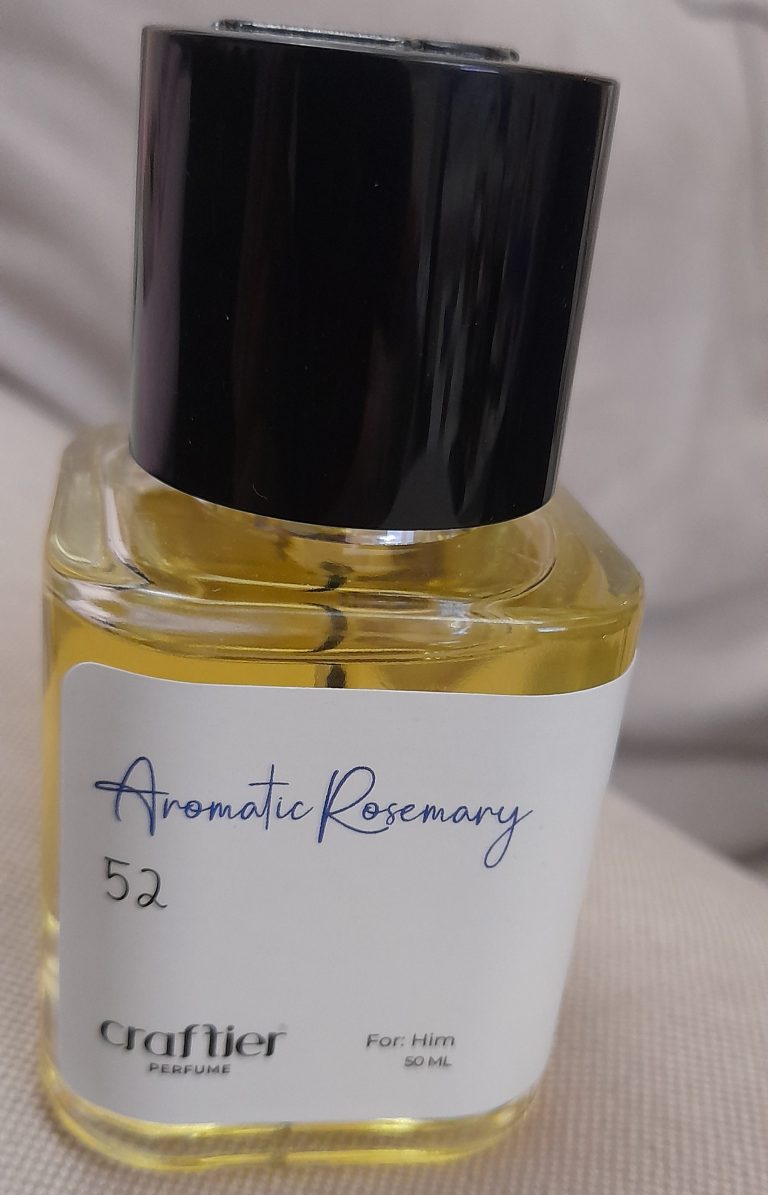 Aromatic Rosemary
52
craftier
PERFUME
For: Him
50 ML